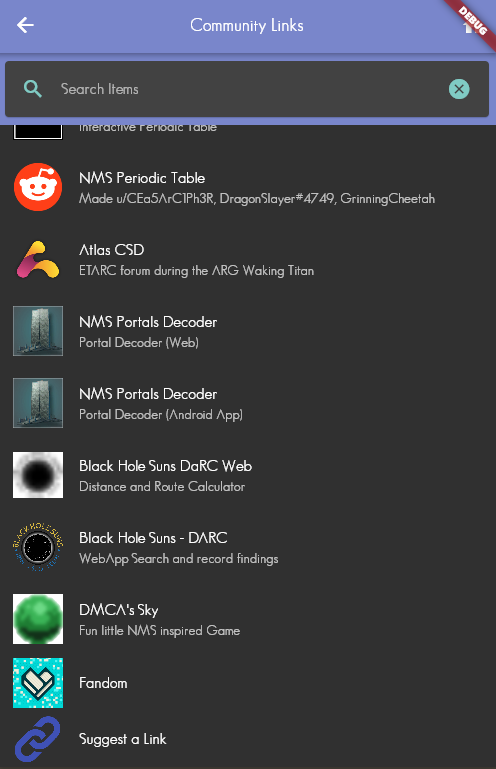 Community Links
DEBUG
Search Items
Interactive Periodic Table
NMS Periodic Table
Made u/CEa5ArC1Ph3R, DragonSlayer#4749, GrinningCheetah
Atlas CSD
ETARC forum during the ARG Waking Titan
NMS Portals Decoder
Portal Decoder (Web)
NMS Portals Decoder
Portal Decoder (Android App)
Black Hole Suns DaRC Web
Distance and Route Calculator
BLACK HOLE SUNS
Black Hole Suns - DARC
WebApp Search and record findings
DMCA's Sky
Fun little NMS inspired Game
Fandom
Suggest a Link